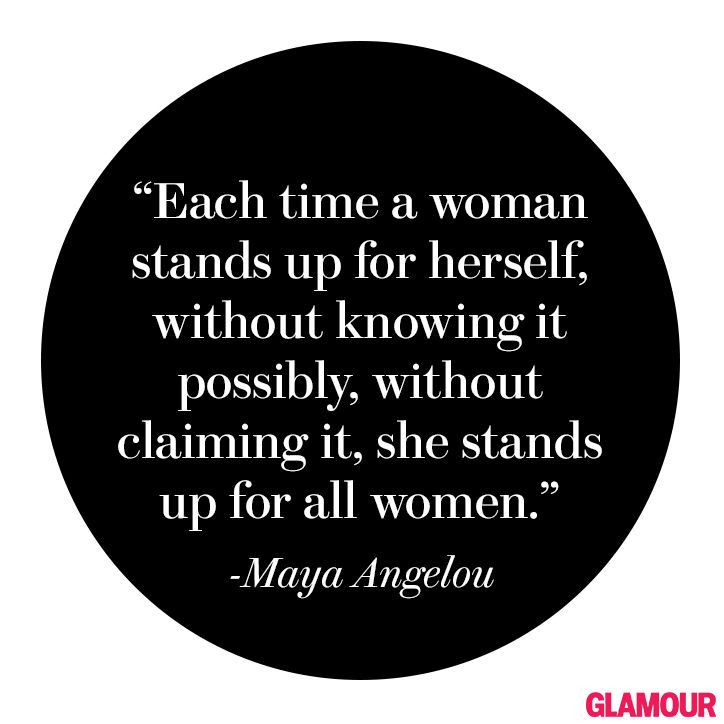 “Each time a woman
stands up for herself,
without knowing it
possibly, without
claiming it, she stands
up for all women.”
-Maya Angelou
GLAMOUR